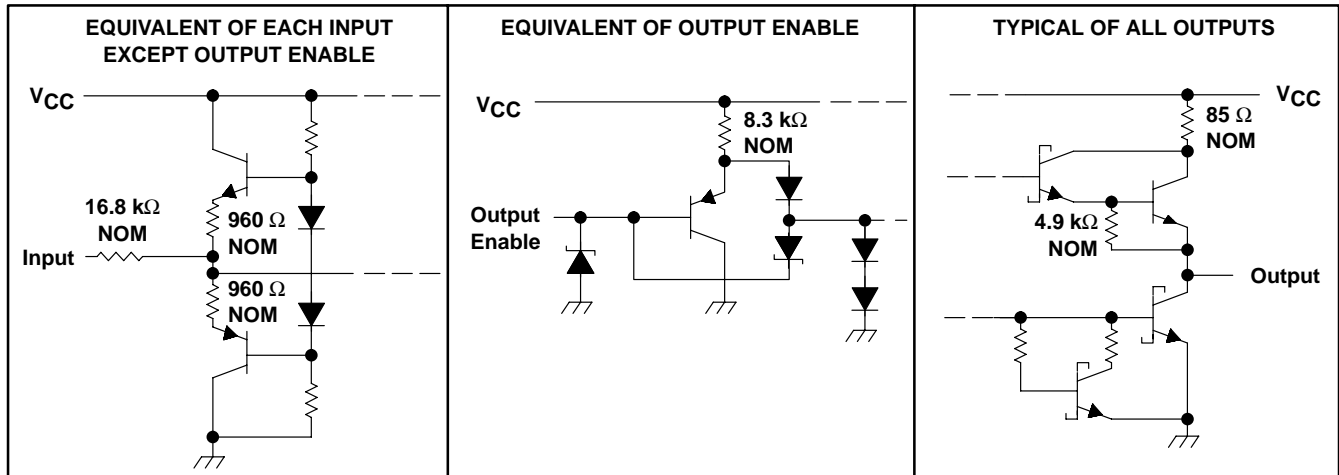 EQUIVALENT OF EACH INPUT
EXCEPT OUTPUT ENABLE
VCC
16.8 kΩ
NOM
960 Ω
NOM
Input
960 Ω
NOM
EQUIVALENT OF OUTPUT ENABLE
VCC
8.3 kΩ
NOM
Output
Enable
TYPICAL OF ALL OUTPUTS
VCC
85 Ω
NOM
4.9 kΩ
NOM
Output